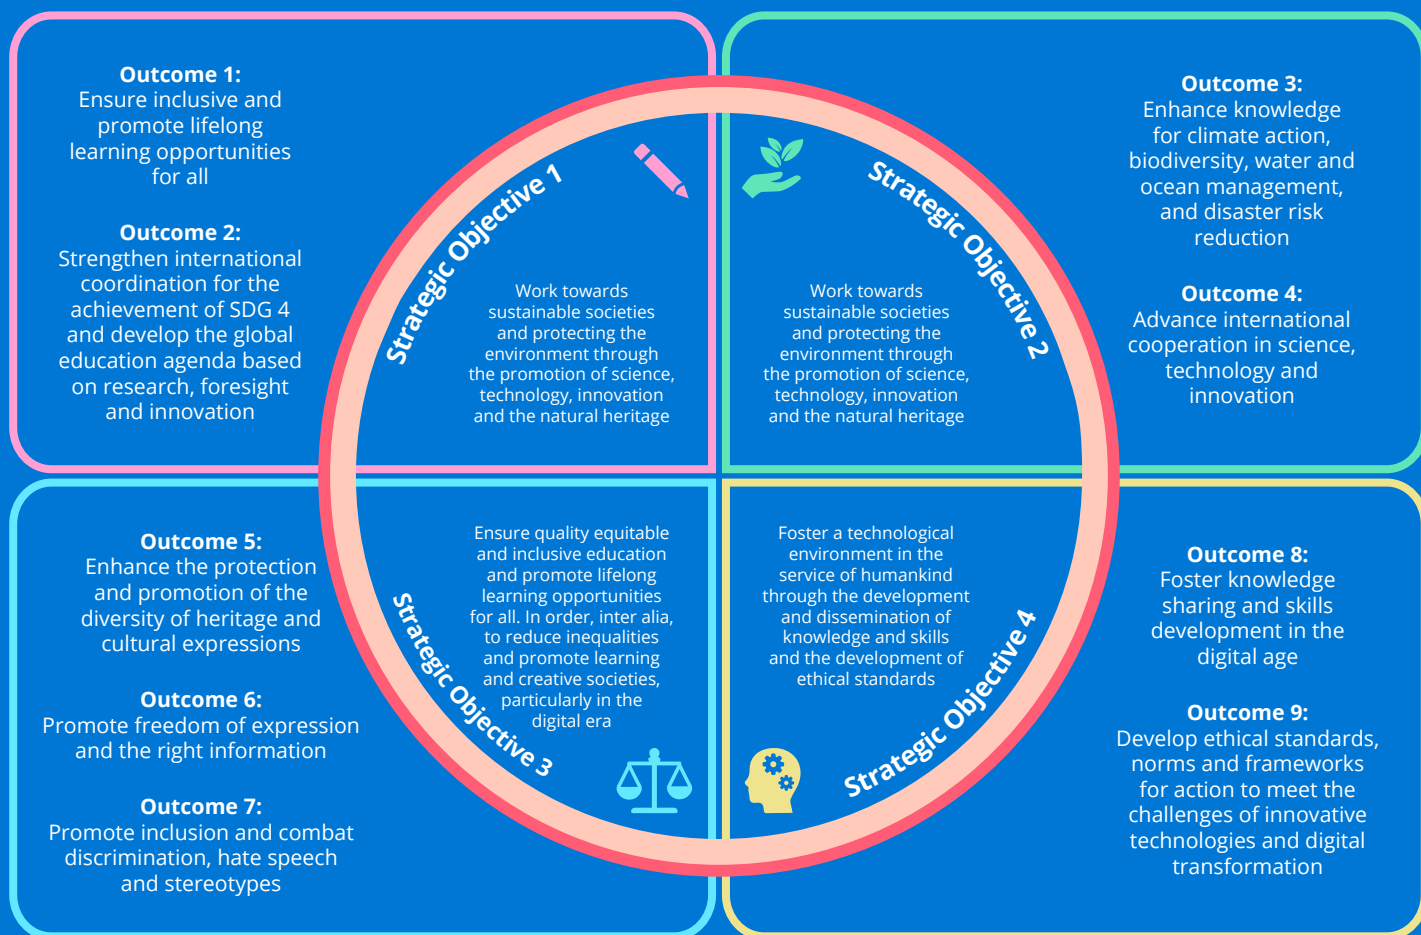 Outcome 1:
Ensure inclusive and
promote lifelong
learning opportunities
for all
Outcome 2:
Strengthen international
coordination for the
achievement of SDG 4
and develop the global
education agenda based
on research, foresight
and innovation
Strategic Objective 1
Work towards
sustainable societies
and protecting the
environment through
the promotion of science,
technology, innovation
and the natural heritage
Strategic Objective 2
Work towards
sustainable societies
and protecting the
environment through
the promotion of science,
technology, innovation
and the natural heritage
Outcome 3:
Enhance knowledge
for climate action,
biodiversity, water and
ocean management,
and disaster risk
reduction
Outcome 4:
Advance international
cooperation in science,
technology and
innovation
Outcome 5:
Enhance the protection
and promotion of the
diversity of heritage and
cultural expressions
Outcome 6:
Promote freedom of expression
and the right information
Outcome 7:
Promote inclusion and combat
discrimination, hate speech
and stereotypes
Strategic Objective 3
Ensure quality equitable
and inclusive education
and promote lifelong
learning opportunities
for all. In order, inter alia,
to reduce inequalities
and promote learning
and creative societies,
particularly in the
digital era
Foster a technological
environment in the
service of humankind
through the development
and dissemination of
knowledge and skills
and the development of
ethical standards
Strategic Objective 4
Outcome 8:
Foster knowledge
sharing and skills
development in the
digital age
Outcome 9:
Develop ethical standards,
norms and frameworks
for action to meet the
challenges of innovative
technologies and digital
transformation